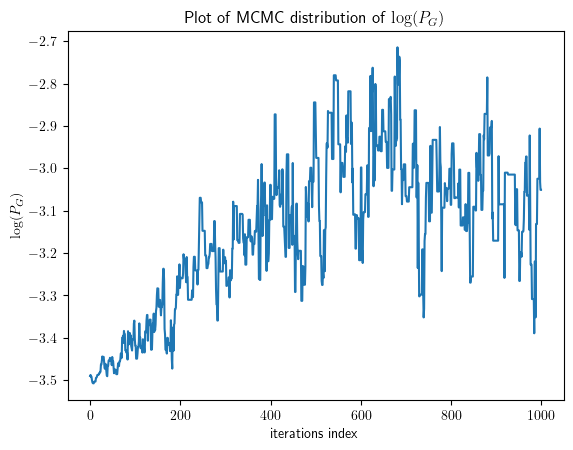 Plot of MCMC distribution of log(P_G)
log(P_G)
−2.7
−2.8
−2.9
−3.0
−3.1
−3.2
−3.3
−3.4
−3.5
0 200 400 600 800 1000
iterations index